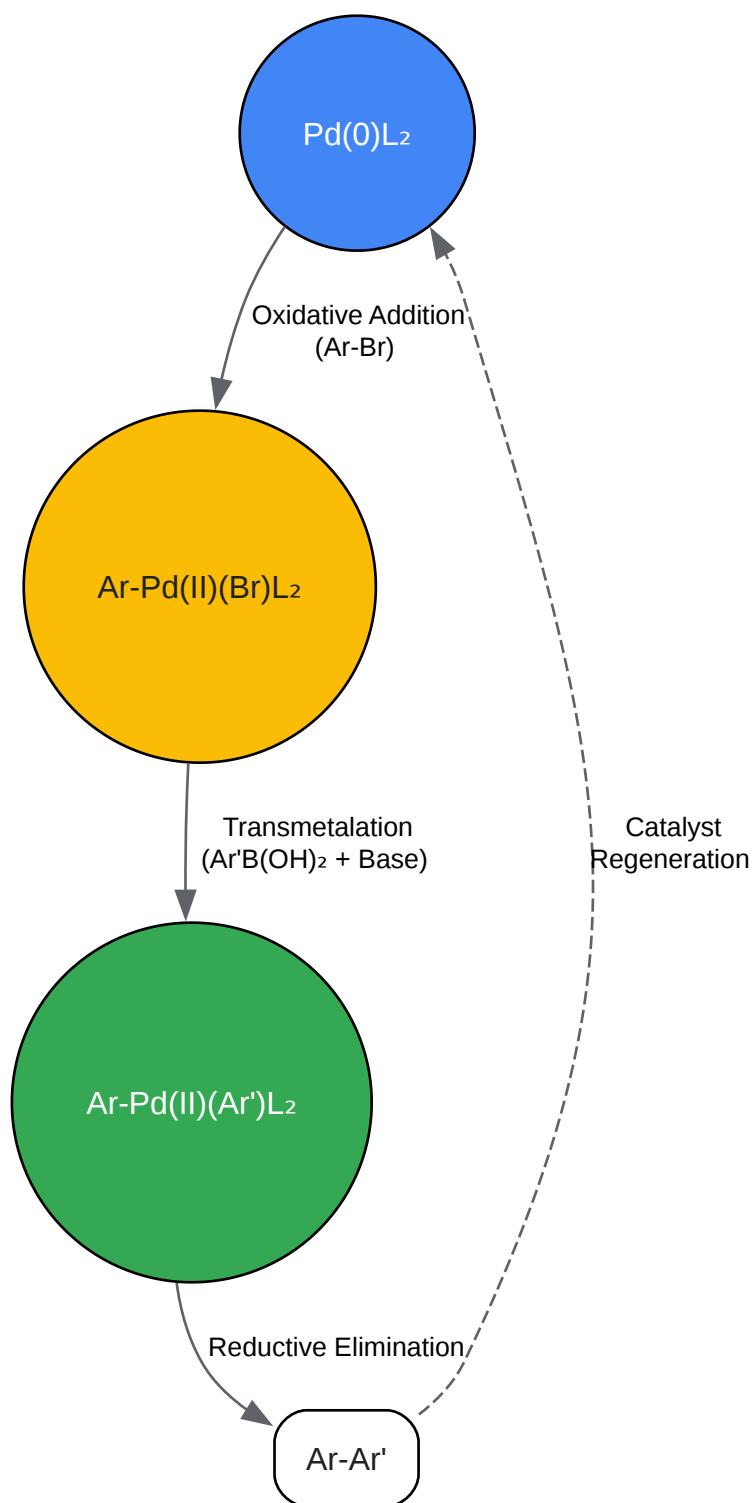 Pd(0)L₂
Oxidative Addition
(Ar-Br)
Ar-Pd(II)(Br)L₂
Transmetalation
(Ar'B(OH)₂ + Base)
Catalyst
Regeneration
Ar-Pd(II)(Ar')L₂
Reductive Elimination
Ar-Ar'